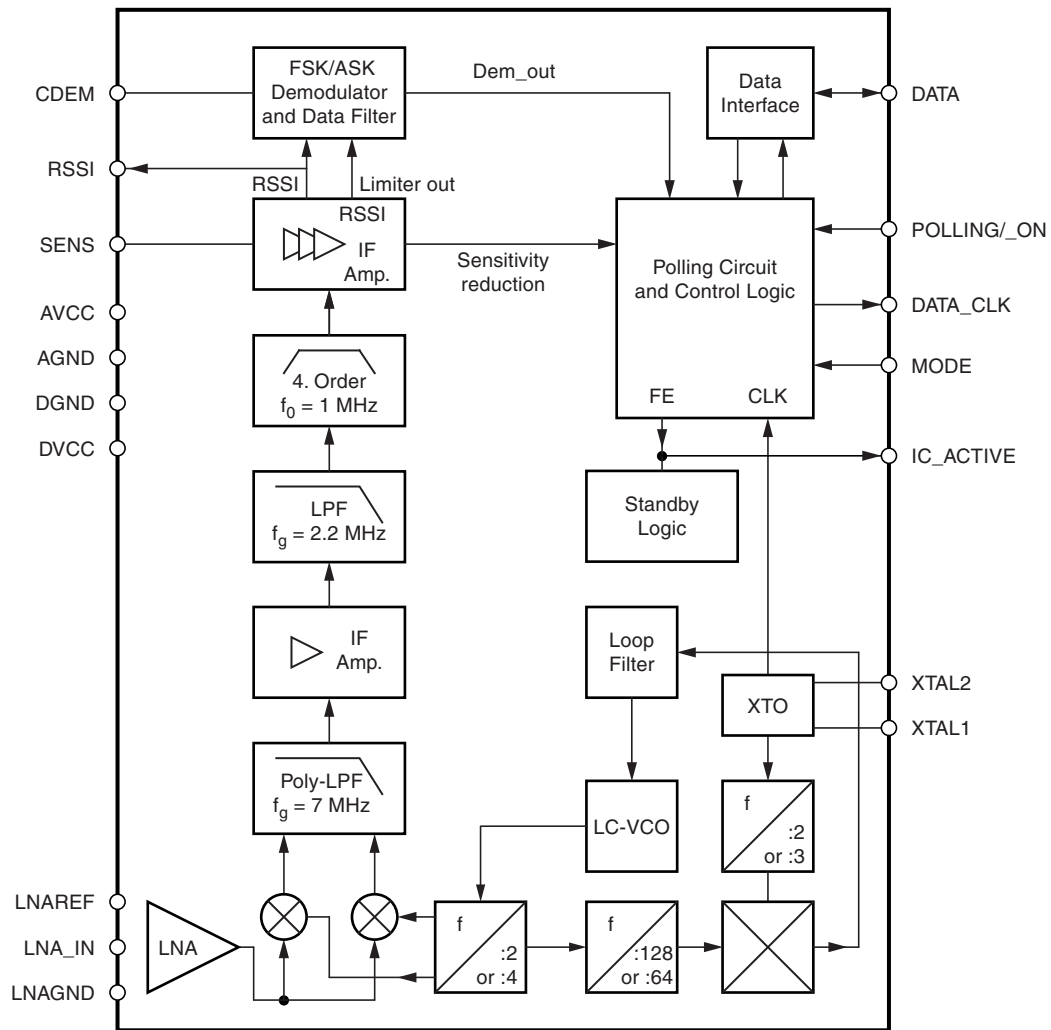 FSK/ASK
Demodulator
and Data Filter
Dem_out
Data
Interface
CDEM
DATA
RSSI
RSSI
Limiter out
RSSI
IF
Amp.
SENS
Sensitivity
reduction
Polling Circuit
and Control Logic
POLLING/_ON
AVCC
DATA_CLK
AGND
4. Order
f0 = 1 MHz
MODE
DGND
FE
CLK
DVCC
IC_ACTIVE
LPF
fg = 2.2 MHz
Standby
Logic
IF
Amp.
Loop
Filter
XTO
XTAL2
XTAL1
Poly-LPF
fg = 7 MHz
LC-VCO
f
:2
or :3
LNAREF
LNA_IN
LNAGND
LNA
f
:2
or :4
f
:128
or :64